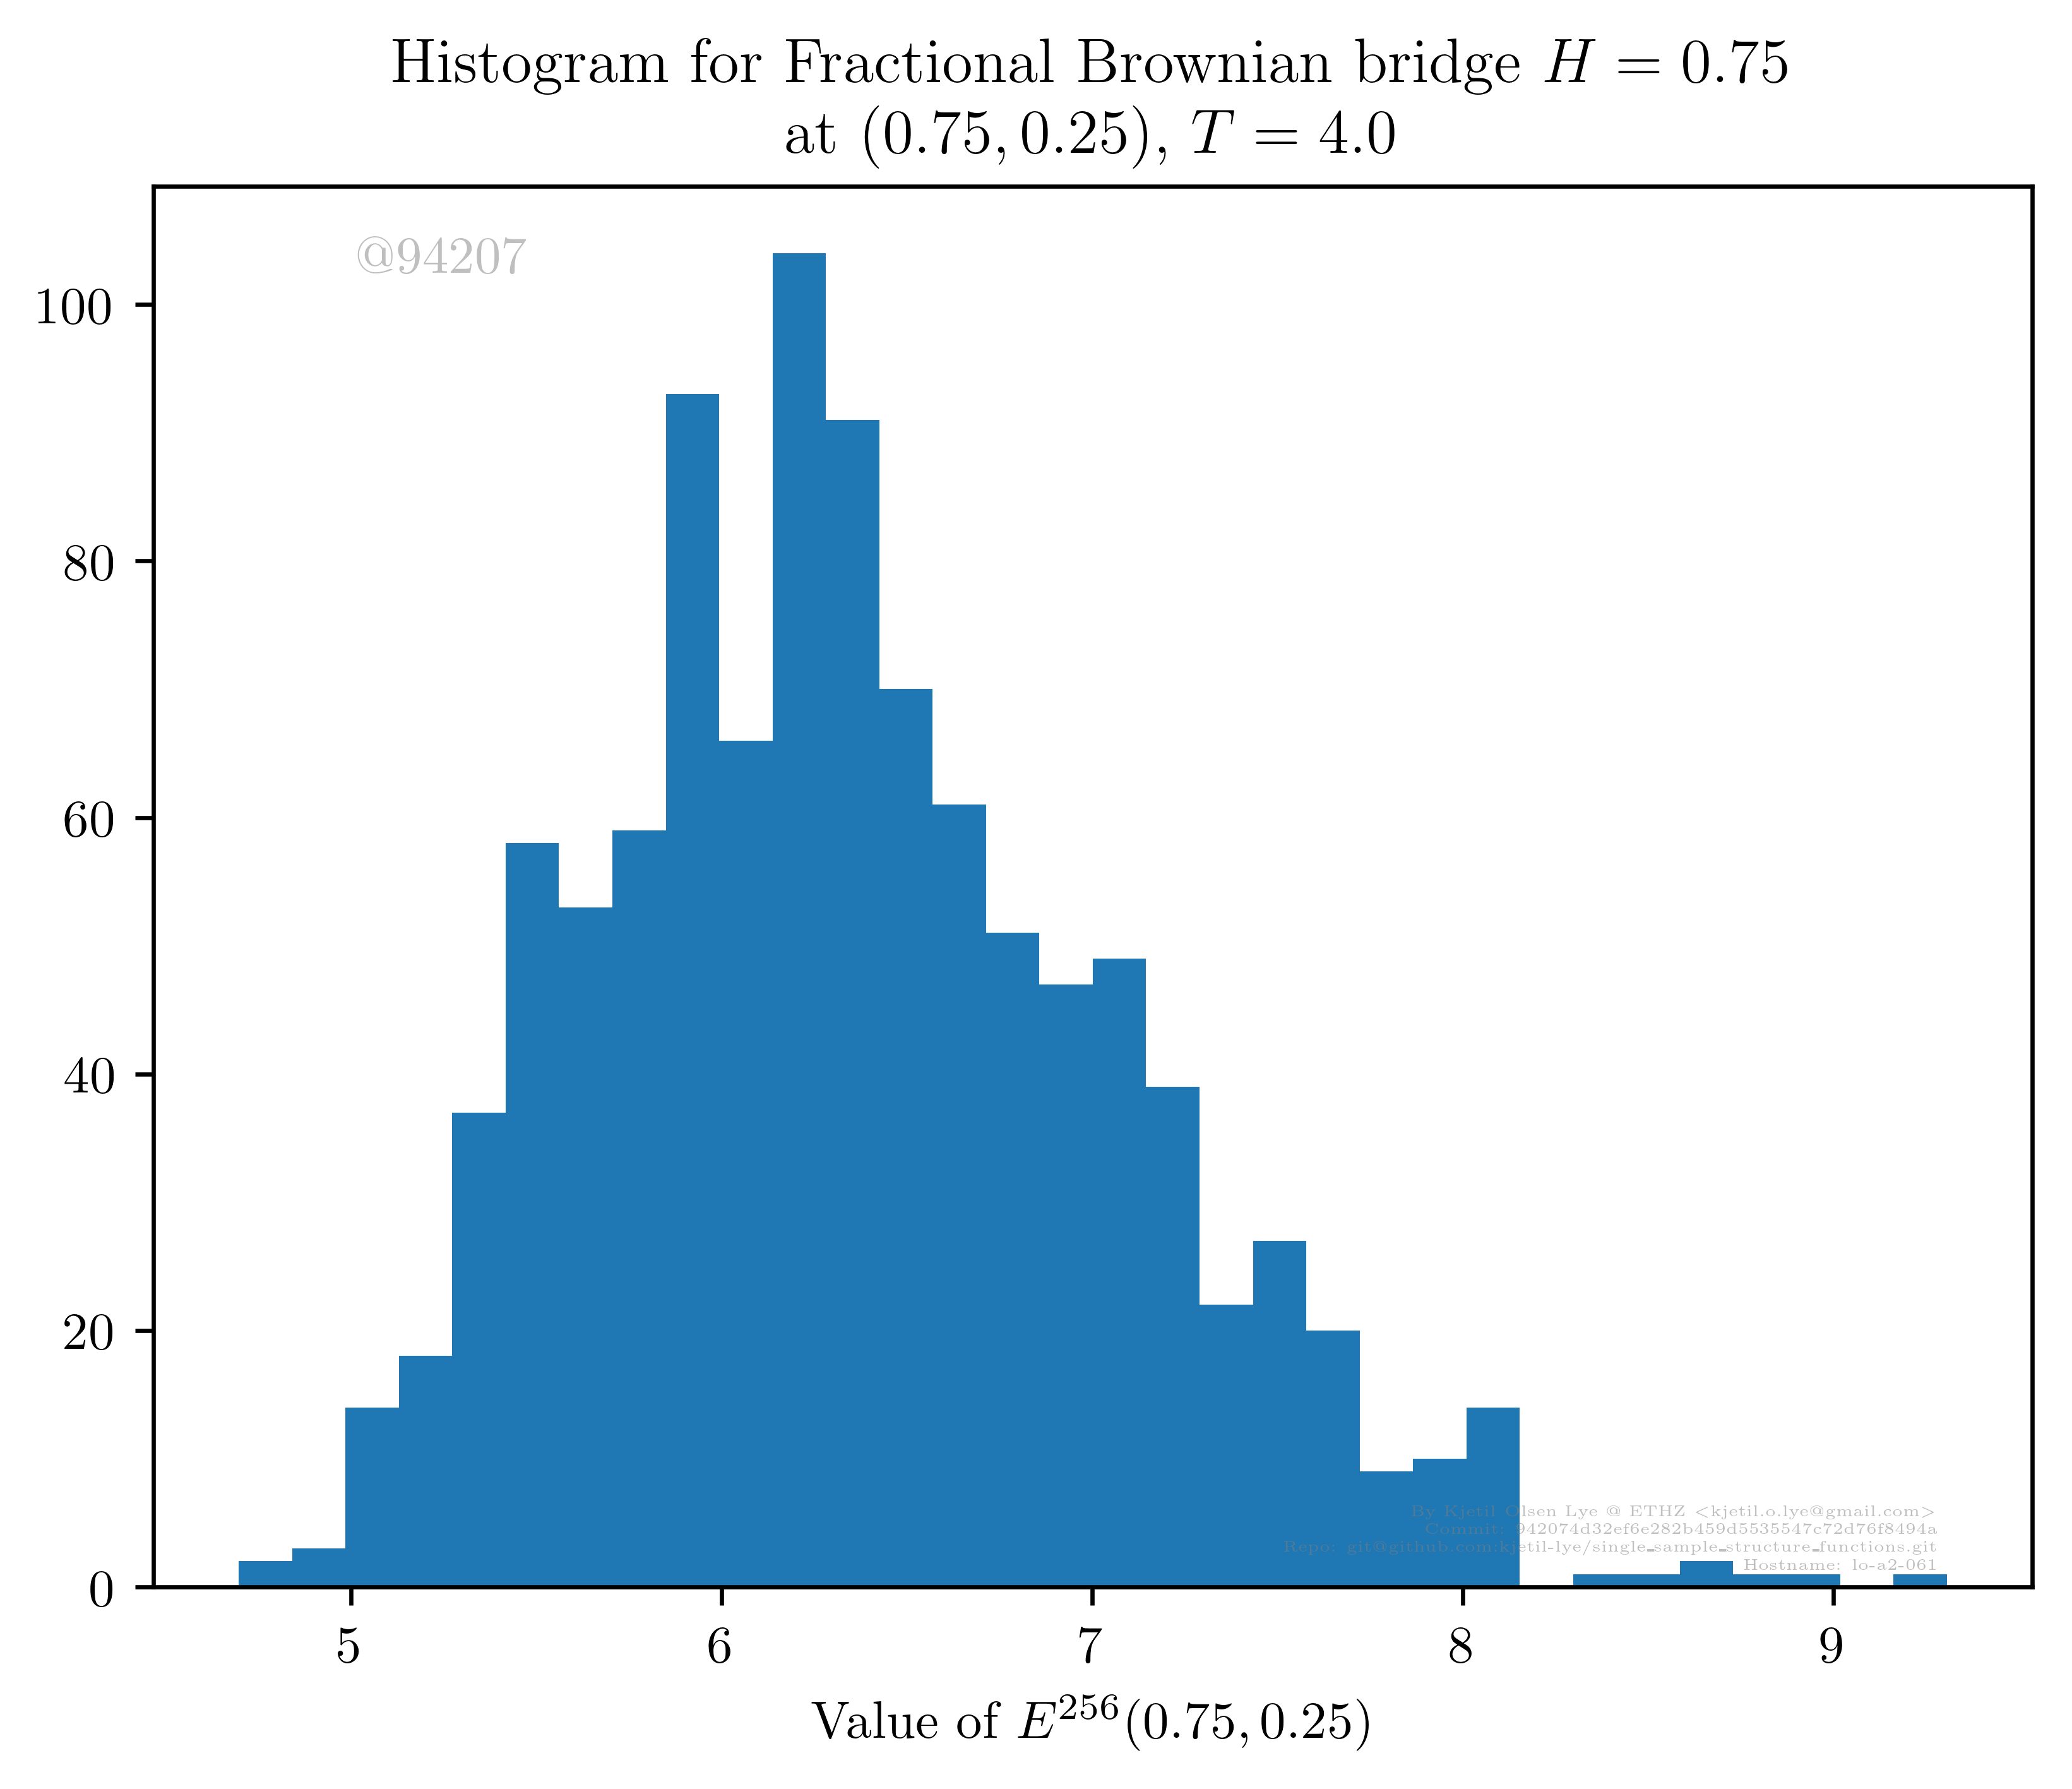 Histogram for Fractional Brownian bridge H = 0.75
at (0.75, 0.25), T = 4.0
@94207
100
80
60
40
20
0
By Kjetil Olsen Lye @ ETHZ <kjetil.o.lye@gmail.com>
Commit: 942074d32ef6e282b459d5535547c72d76f8494a
Repo: git@github.com:kjetil-lye/single_sample_structure_functions.git
Hostname: lo-a2-061
5 6 7 8 9
Value of E^256(0.75, 0.25)